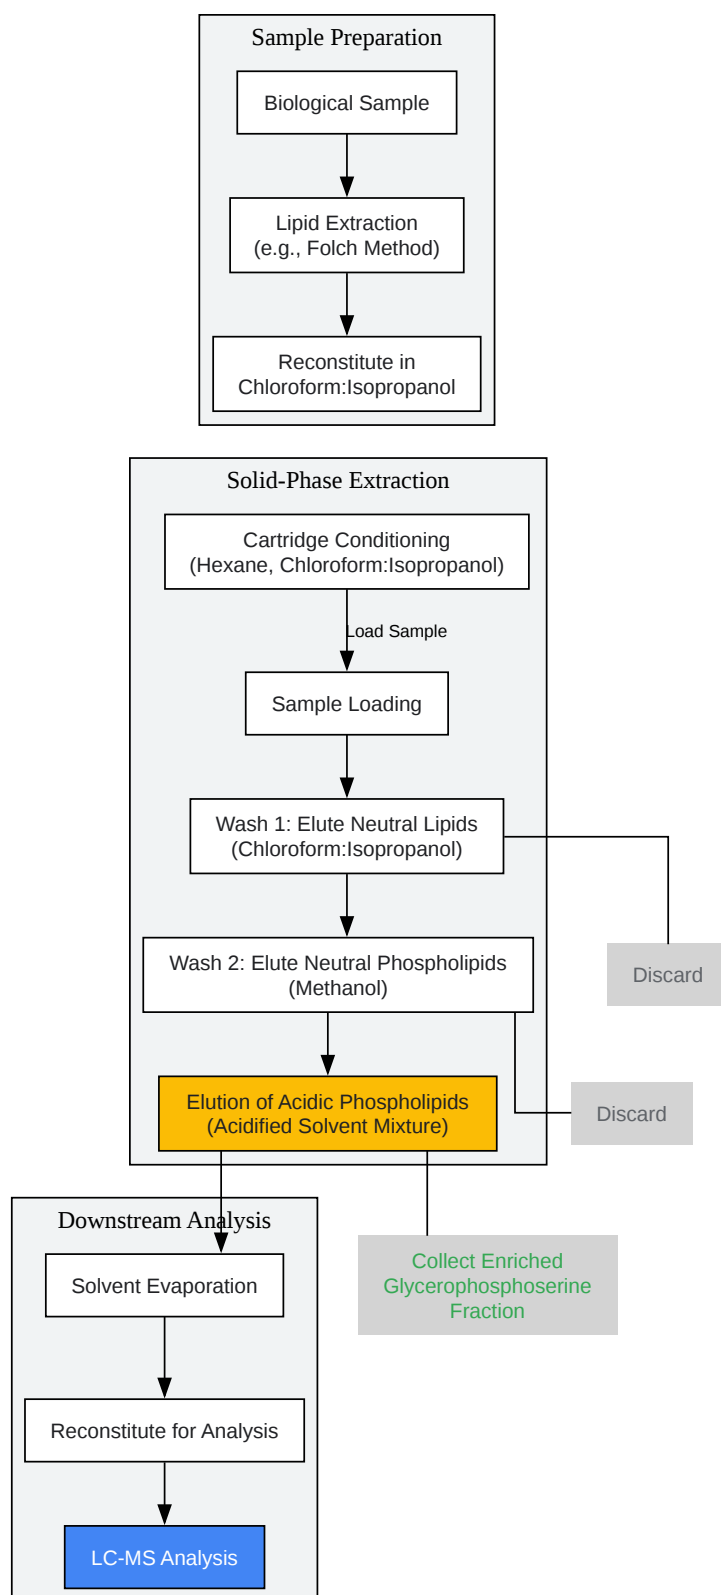 Sample Preparation
Biological Sample
Lipid Extraction
(e.g., Folch Method)
Reconstitute in
Chloroform:Isopropanol
Solid-Phase Extraction
Cartridge Conditioning
(Hexane, Chloroform:Isopropanol)
Load Sample
Sample Loading
Wash 1: Elute Neutral Lipids
(Chloroform:Isopropanol)
Wash 2: Elute Neutral Phospholipids
(Methanol)
Discard
Elution of Acidic Phospholipids
(Acidified Solvent Mixture)
Discard
Downstream Analysis
Solvent Evaporation
Collect Enriched
Glycerophosphoserine
Fraction
Reconstitute for Analysis
LC-MS Analysis